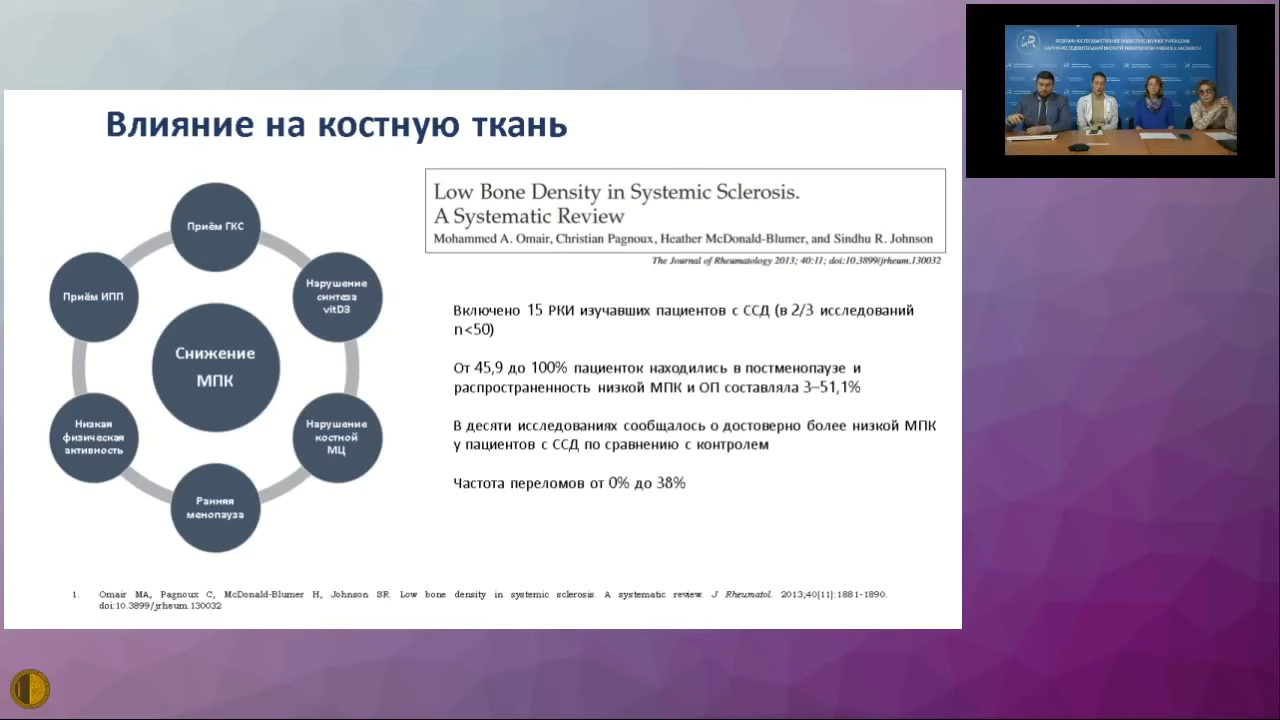 Влияние на костную ткань
Приём ГКС
Нарушение
синтеза
vitD3
Нарушение
костной
МЦ
Ранняя
менопауза
Низкая
физическая
активность
Приём ИПП
Снижение
МПК
Low Bone Density in Systemic Sclerosis.
A Systematic Review
Mohammed A. Omair, Christian Pagnoux, Heather McDonald-Blumer, and Sindhu R. Johnson
The Journal of Rheumatology 2013; 40:11; doi:10.3899/jrheum.130032
Включено 15 РКИ изучавших пациентов с ССД (в 2/3 исследований
n<50)
От 45,9 до 100% пациенток находились в постменопаузе и
распространенность низкой МПК и ОП составляла 3–51,1%
В десяти исследованиях сообщалось о достоверно более низкой МПК
у пациентов с ССД по сравнению с контролем
Частота переломов от 0% до 38%
1. Omair MA, Pagnoux C, McDonald-Blumer H, Johnson SR. Low bone density in systemic sclerosis. A systematic review. J Rheumatol. 2013;40(11):1881-1890.
doi:10.3899/jrheum.130032